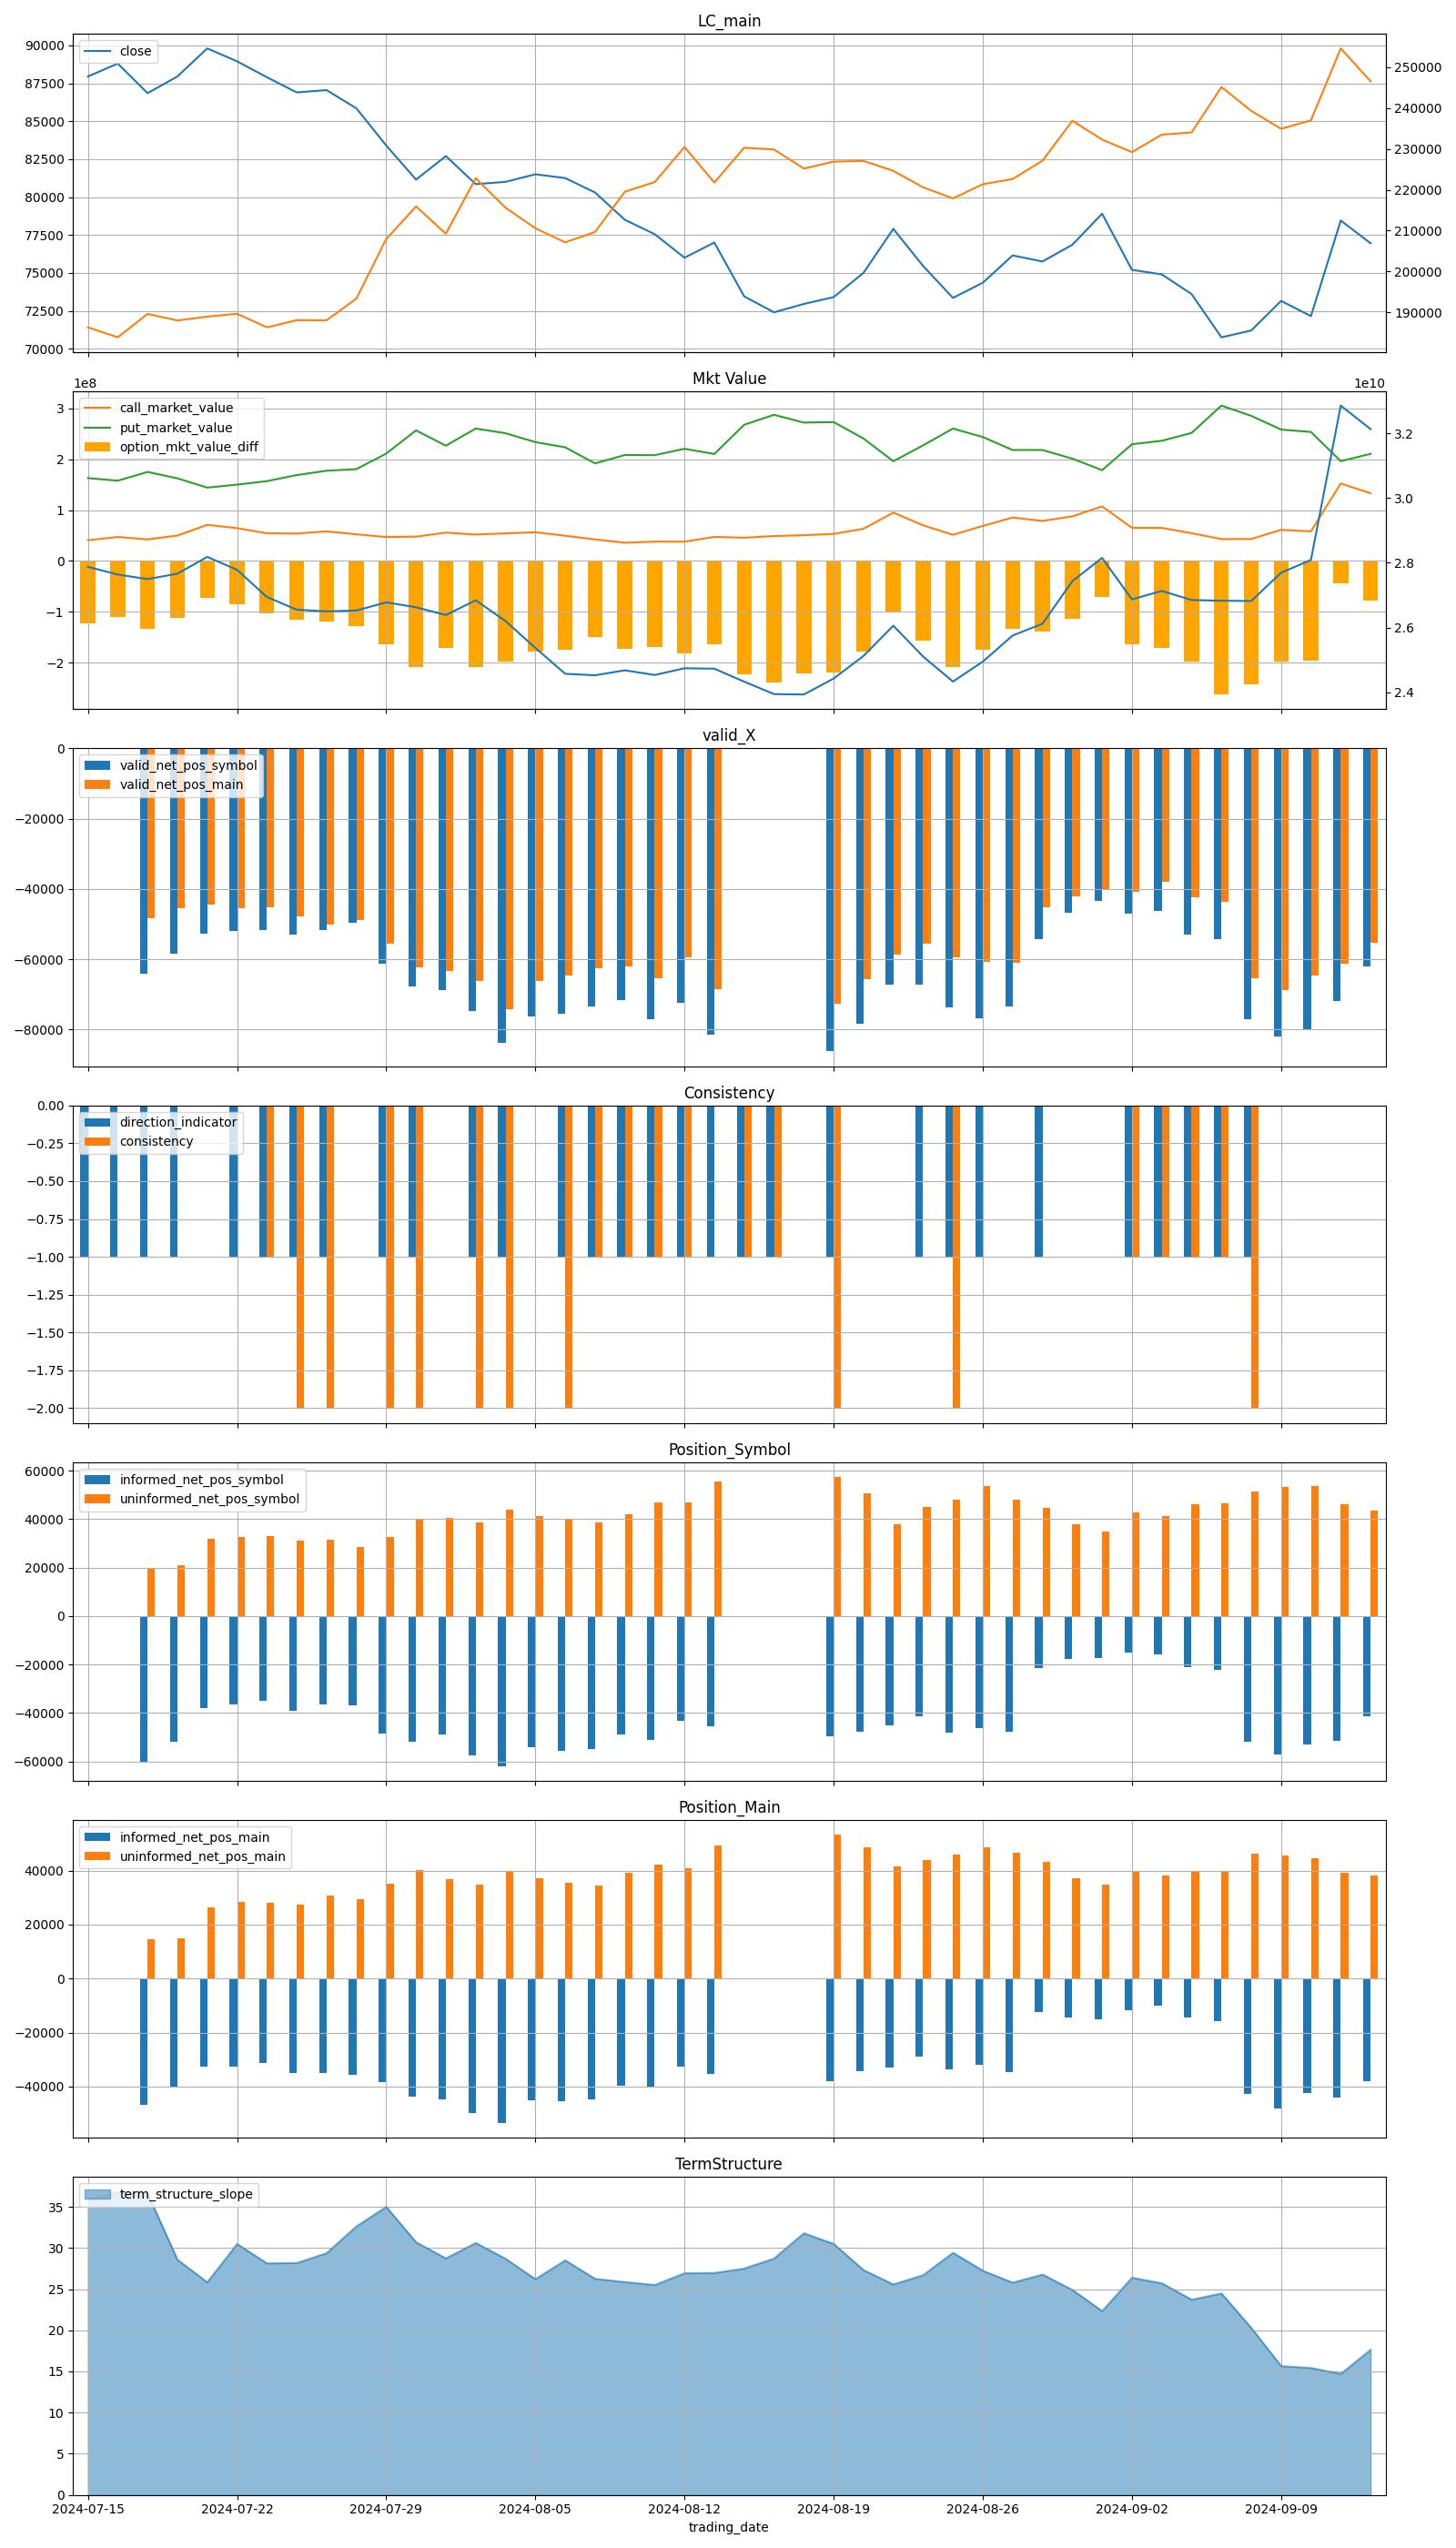 LC_main
close
90000
87500
85000
82500
80000
77500
75000
72500
70000
250000
240000
230000
220000
210000
200000
190000
Mkt Value
1e8
1e10
call_market_value
put_market_value
option_mkt_value_diff
3
2
1
0
−1
−2
3.2
3.0
2.8
2.6
2.4
valid_X
valid_net_pos_symbol
valid_net_pos_main
0
−20000
−40000
−60000
−80000
Consistency
direction_indicator
consistency
0.00
−0.25
−0.50
−0.75
−1.00
−1.25
−1.50
−1.75
−2.00
Position_Symbol
informed_net_pos_symbol
uninformed_net_pos_symbol
60000
40000
20000
0
−20000
−40000
−60000
Position_Main
informed_net_pos_main
uninformed_net_pos_main
40000
20000
0
−20000
−40000
TermStructure
term_structure_slope
35
30
25
20
15
10
5
0
2024-07-15 2024-07-22 2024-07-29 2024-08-05 2024-08-12 2024-08-19 2024-08-26 2024-09-02 2024-09-09
trading_date